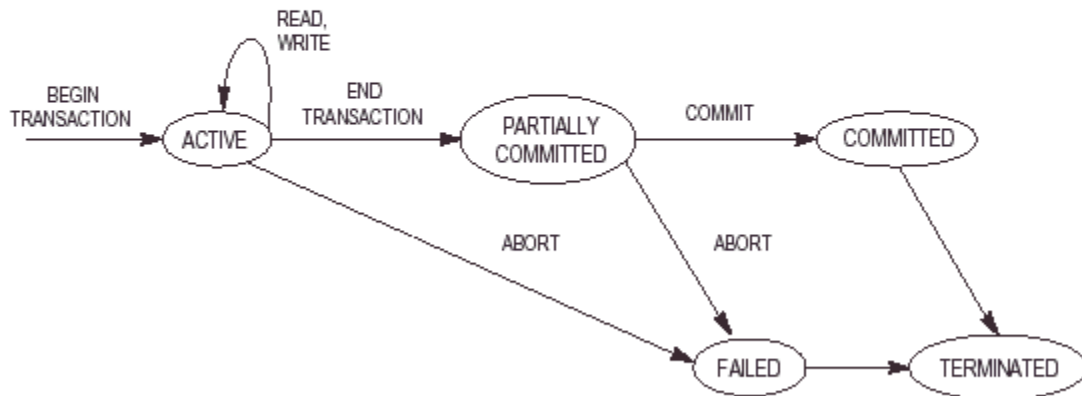 READ,
WRITE
BEGIN
TRANSACTION
END
TRANSACTION
COMMIT
ACTIVE
PARTIALLY
COMMITTED
COMMITTED
ABORT
ABORT
FAILED
TERMINATED